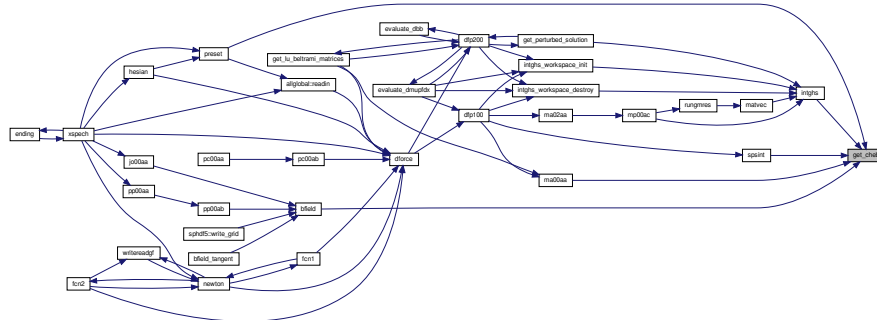 evaluate_dbb
dfp200
get_perturbed_solution
preset
get_lu_beltrami_matrices
intghs_workspace_init
hesian
allglobal::readin
evaluate_dmupfdx
intghs_workspace_destroy
intghs
rungmres
matvec
dfp100
ma02aa
mp00ac
ending
xspech
pc00aa
pc00ab
dforce
spsint
get_cheb
jo00aa
ma00aa
pp00aa
pp00ab
bfield
sphdf5::write_grid
writereadgf
bfield_tangent
fcn1
fcn2
newton